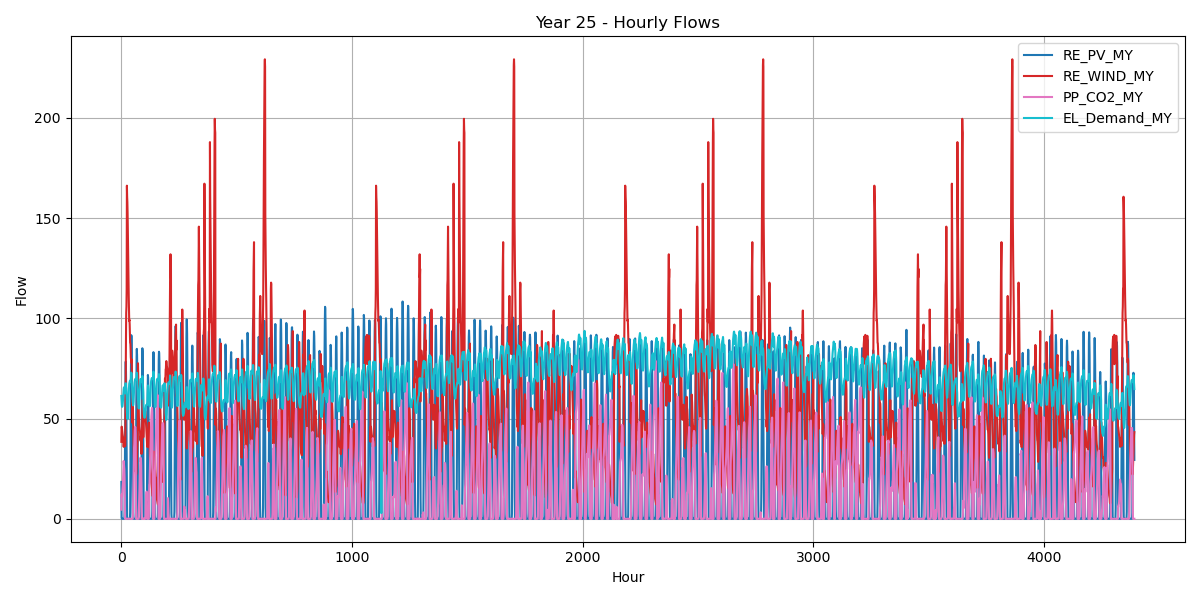 Year 25 - Hourly Flows
RE_PV_MY
RE_WIND_MY
PP_CO2_MY
EL_Demand_MY
Flow
200
150
100
50
0
0 1000 2000 3000 4000
Hour